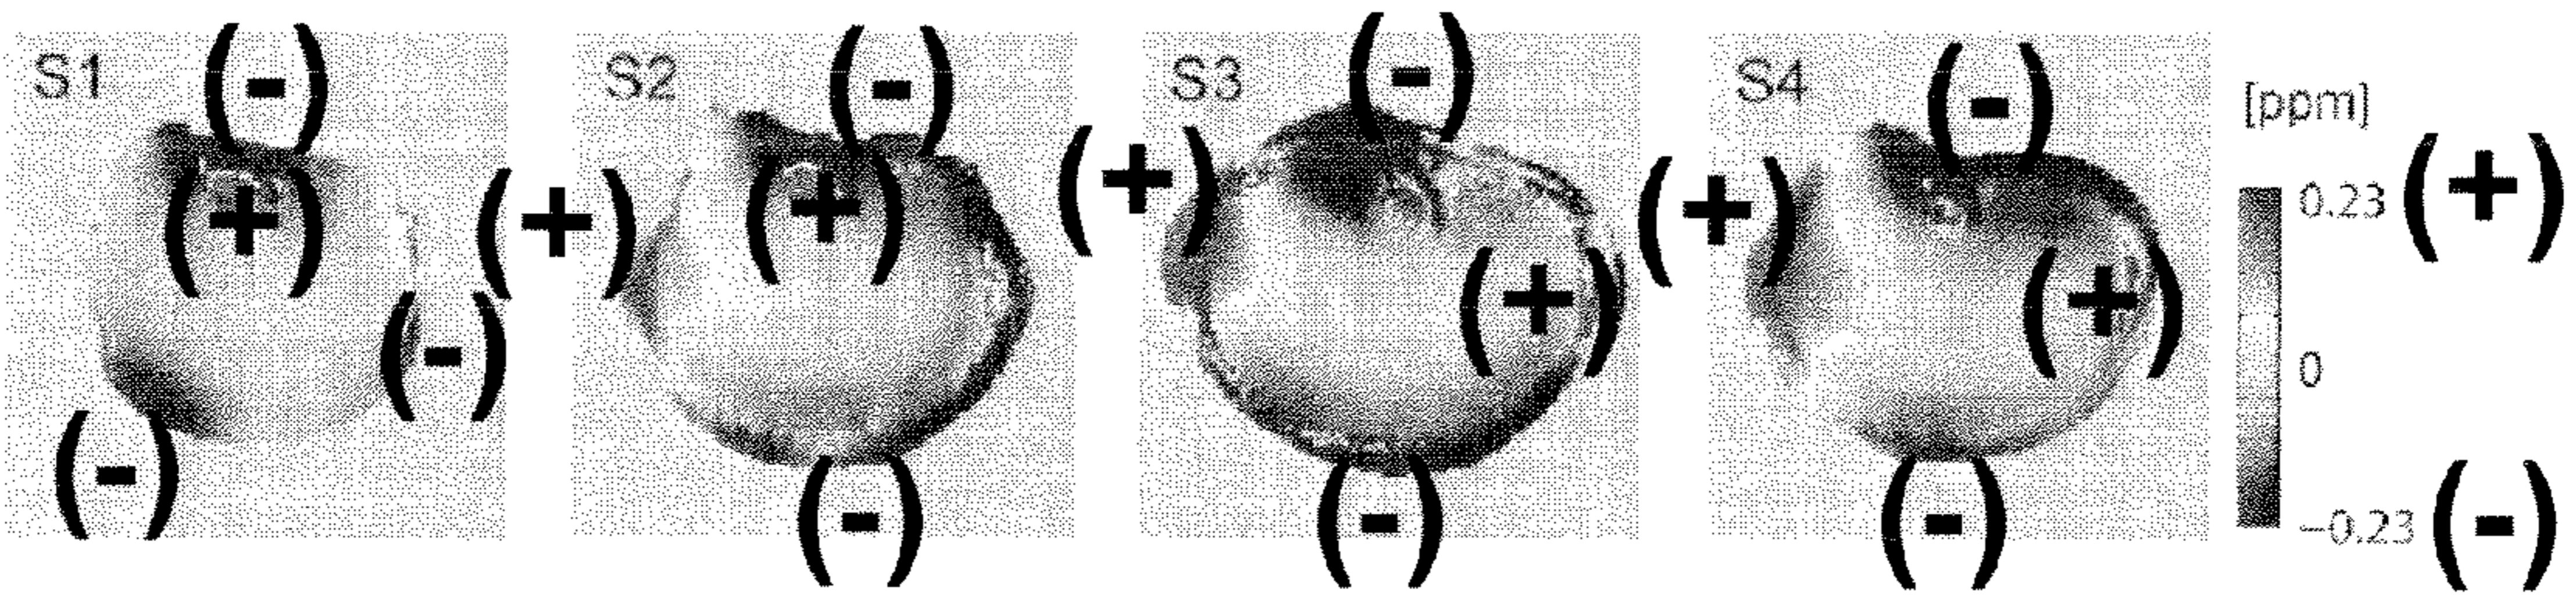 S1 (-) (+) (-) (-)
S2 (+) (-) (+) (-)
S3 (+) (-) (+) (-)
S4 (+) (-) (+) (-)
[ppm]
0.23 (+)
0
−0.23 (-)